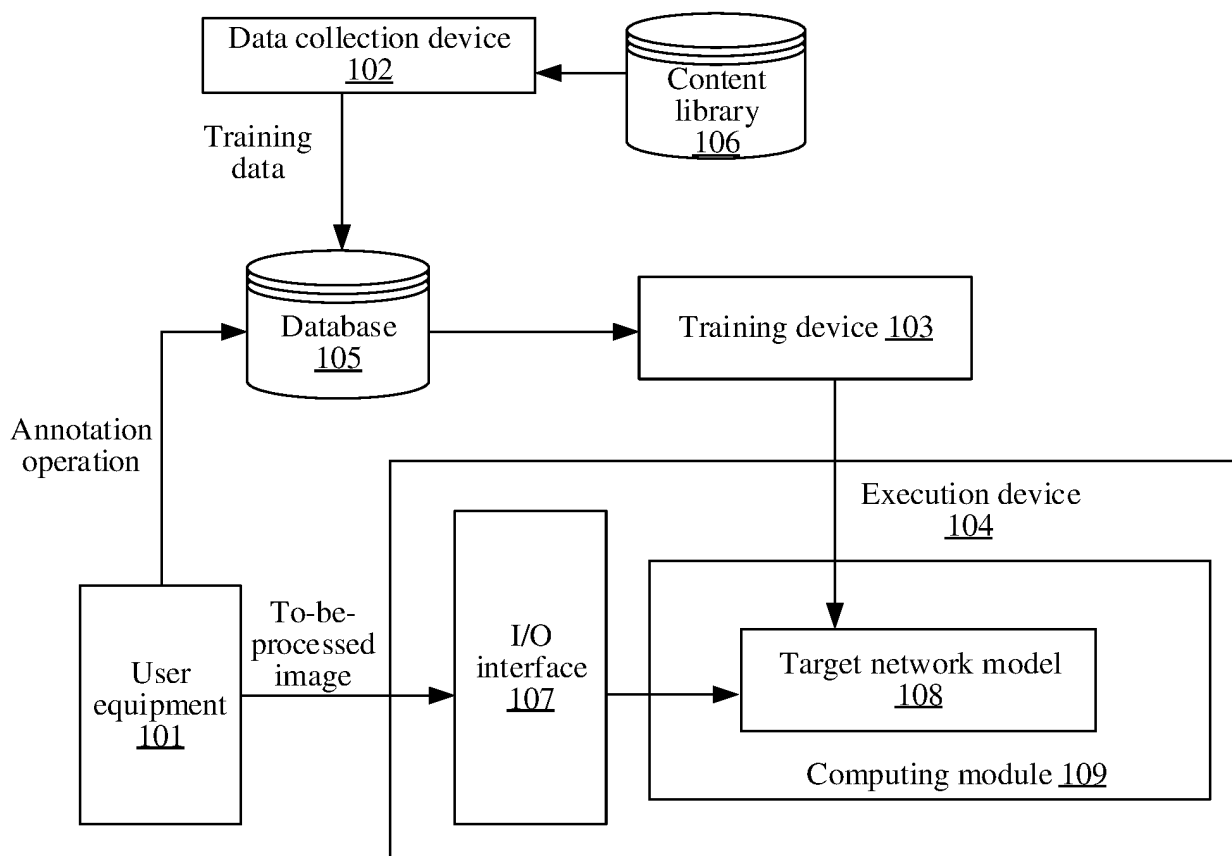 Data collection device
102
Content
library
106
Training
data
Database
105
Training device 103
Annotation
operation
Execution device
104
User
equipment
101
To-be-
processed
image
I/O
interface
107
Target network model
108
Computing module 109